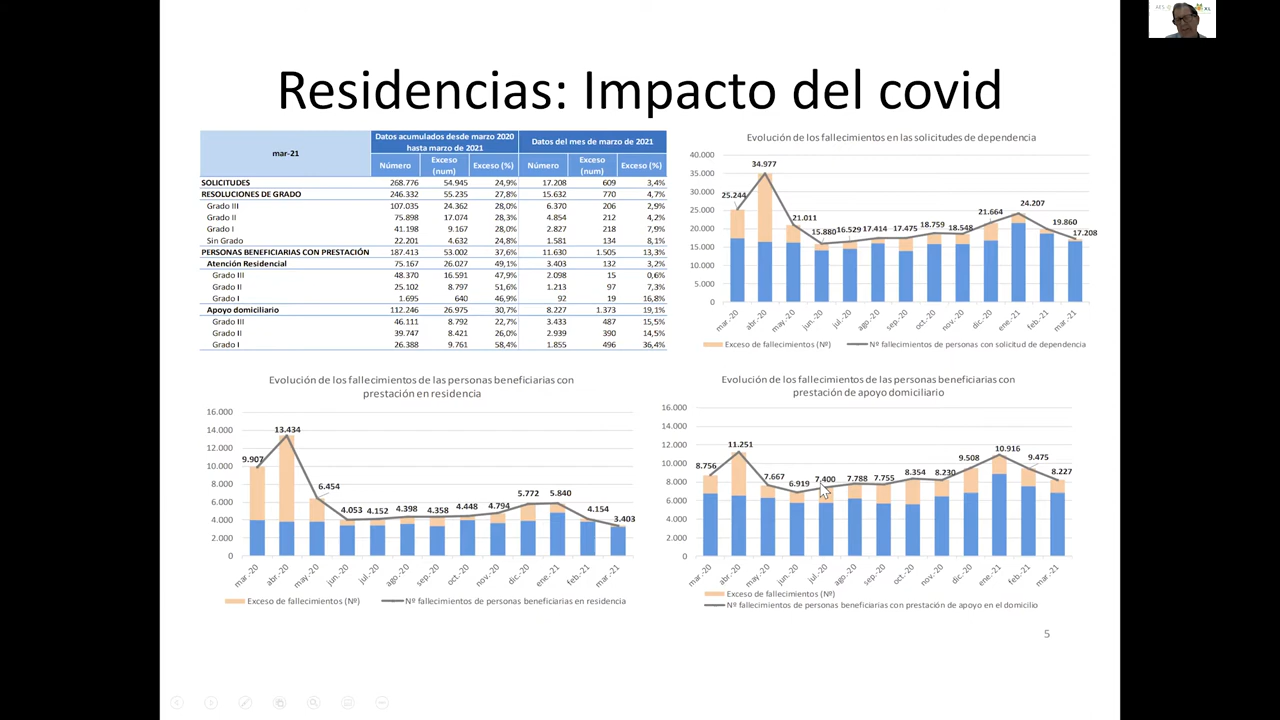 Residencias: Impacto del covid
mar-21
Datos acumulados desde marzo 2020 hasta marzo de 2021
Datos del mes de marzo de 2021
Número Exceso (num) Exceso (%) Número Exceso (num) Exceso (%)
SOLICITUDES 268.776 54.945 24,9% 17.208 609 3,4%
RESOLUCIONES DE GRADO 246.332 55.235 27,8% 15.632 770 4,7%
Grado III 107.035 24.362 28,0% 6.370 206 2,9%
Grado II 75.898 17.074 28,3% 4.854 212 4,2%
Grado I 41.198 9.167 28,0% 2.827 218 7,9%
Sin Grado 22.201 4.632 24,8% 1.581 134 8,1%
PERSONAS BENEFICIARIAS CON PRESTACIÓN 187.413 53.002 37,6% 11.630 1.505 13,3%
Atención Residencial 75.167 26.027 49,1% 3.403 132 3,2%
Grado III 48.370 16.591 47,9% 2.098 15 0,6%
Grado II 25.102 8.797 51,6% 1.213 97 7,3%
Grado I 1.695 640 46,9% 92 19 16,8%
Apoyo domiciliario 112.246 26.975 30,7% 8.227 1.373 19,1%
Grado III 46.111 8.792 22,7% 3.433 487 15,5%
Grado II 39.747 8.421 26,0% 2.939 390 14,5%
Grado I 26.388 9.761 58,4% 1.855 496 36,4%
Evolución de los fallecimientos en las solicitudes de dependencia
40.000
35.000
30.000
25.000
20.000
15.000
10.000
5.000
0
25.244 34.977 21.011 15.880 16.529 17.414 17.475 18.759 18.548 21.664 24.207 19.860 17.208
mar.-20 abr.-20 may.-20 jun.-20 jul.-20 ago.-20 sep.-20 oct.-20 nov.-20 dic.-20 ene.-21 feb.-21 mar.-21
Exceso de fallecimientos (Nº) Nº fallecimientos de personas con solicitud de dependencia
Evolución de los fallecimientos de las personas beneficiarias con
prestación en residencia
16.000
14.000
12.000
10.000
8.000
6.000
4.000
2.000
0
9.907 13.434 6.454 4.053 4.152 4.398 4.358 4.448 4.794 5.772 5.840 4.154 3.403
mar.-20 abr.-20 may.-20 jun.-20 jul.-20 ago.-20 sep.-20 oct.-20 nov.-20 dic.-20 ene.-21 feb.-21 mar.-21
Exceso de fallecimientos (Nº) Nº fallecimientos de personas beneficiarias en residencia
Evolución de los fallecimientos de las personas beneficiarias con
prestación de apoyo domiciliario
16.000
14.000
12.000
10.000
8.000
6.000
4.000
2.000
0
8.756 11.251 7.667 6.919 7.400 7.788 7.755 8.354 8.230 9.508 10.916 9.475 8.227
mar.-20 abr.-20 may.-20 jun.-20 jul.-20 ago.-20 sep.-20 oct.-20 nov.-20 dic.-20 ene.-21 feb.-21 mar.-21
Exceso de fallecimientos (Nº)
Nº fallecimientos de personas beneficiarias con prestación de apoyo en el domicilio
5